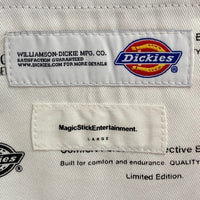 WILLIAMSON-DICKIE MFG. CO.
SATISFACTION GUARANTEED
WWW.DICKIES.COM FOR MORE DETAILS
Dickies
MagicStickEntertainment.
LARGE
ective E
Built for comfort and endurance. QUALITY
Limited Edition.